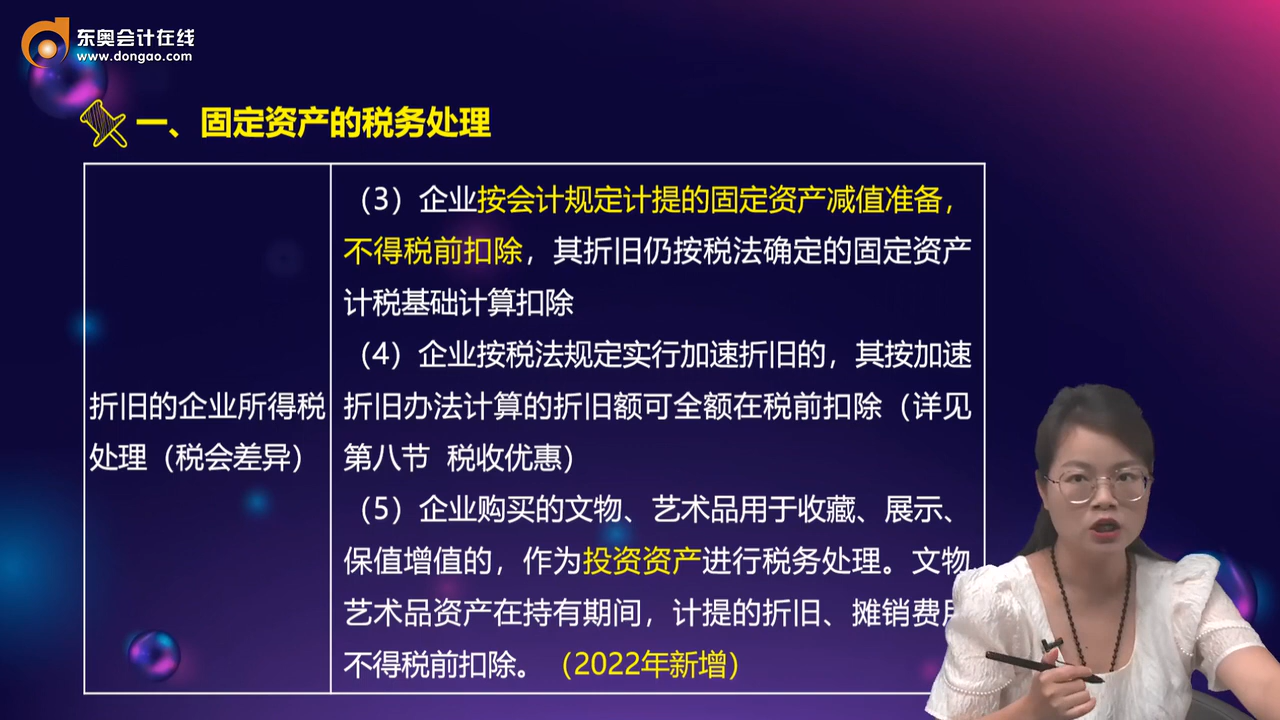 东奥会计在线
www.dongao.com
一、固定资产的税务处理
折旧的企业所得税
处理（税会差异）
（3）企业按会计规定计提的固定资产减值准备，
不得税前扣除，其折旧仍按税法确定的固定资产
计税基础计算扣除
（4）企业按税法规定实行加速折旧的，其按加速
折旧办法计算的折旧额可全额在税前扣除（详见
第八节 税收优惠）
（5）企业购买的文物、艺术品用于收藏、展示、
保值增值的，作为投资资产进行税务处理。文物
艺术品资产在持有期间，计提的折旧、摊销费用
不得税前扣除。（2022年新增）